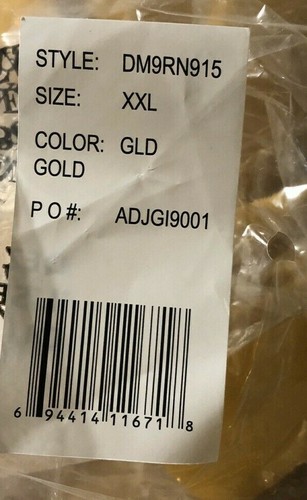 STYLE: DM9RN915
SIZE: XXL
COLOR: GLD
GOLD
P O #: ADJGI9001
6 94414 11671 8